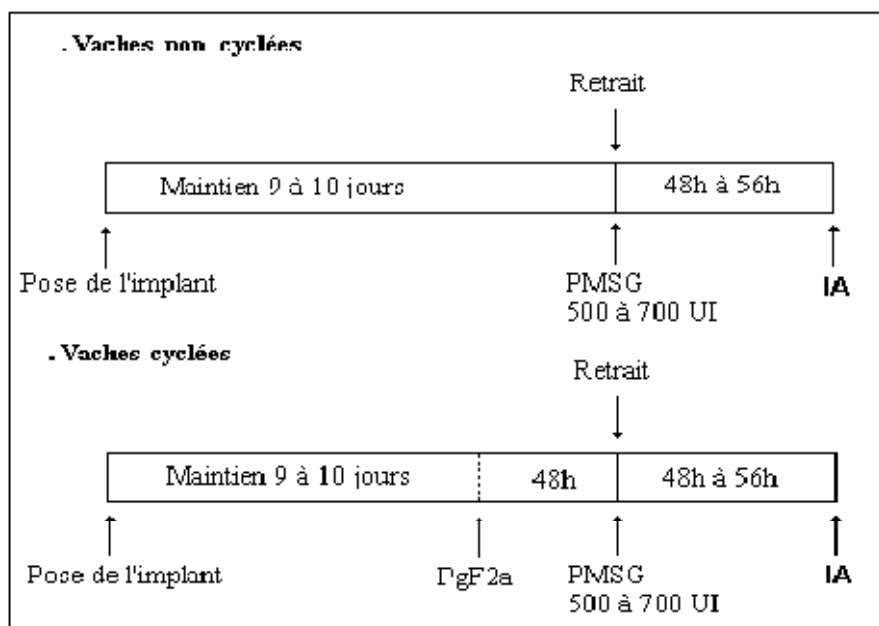 . Vaches non cyclées
Retrait
Maintien 9 à 10 jours 48h à 56h
Pose de l'implant PMSG IA
500 à 700 UI
. Vaches cyclées
Retrait
Maintien 9 à 10 jours 48h 48h à 56h
Pose de l'implant PgF2a PMSG IA
500 à 700 UI